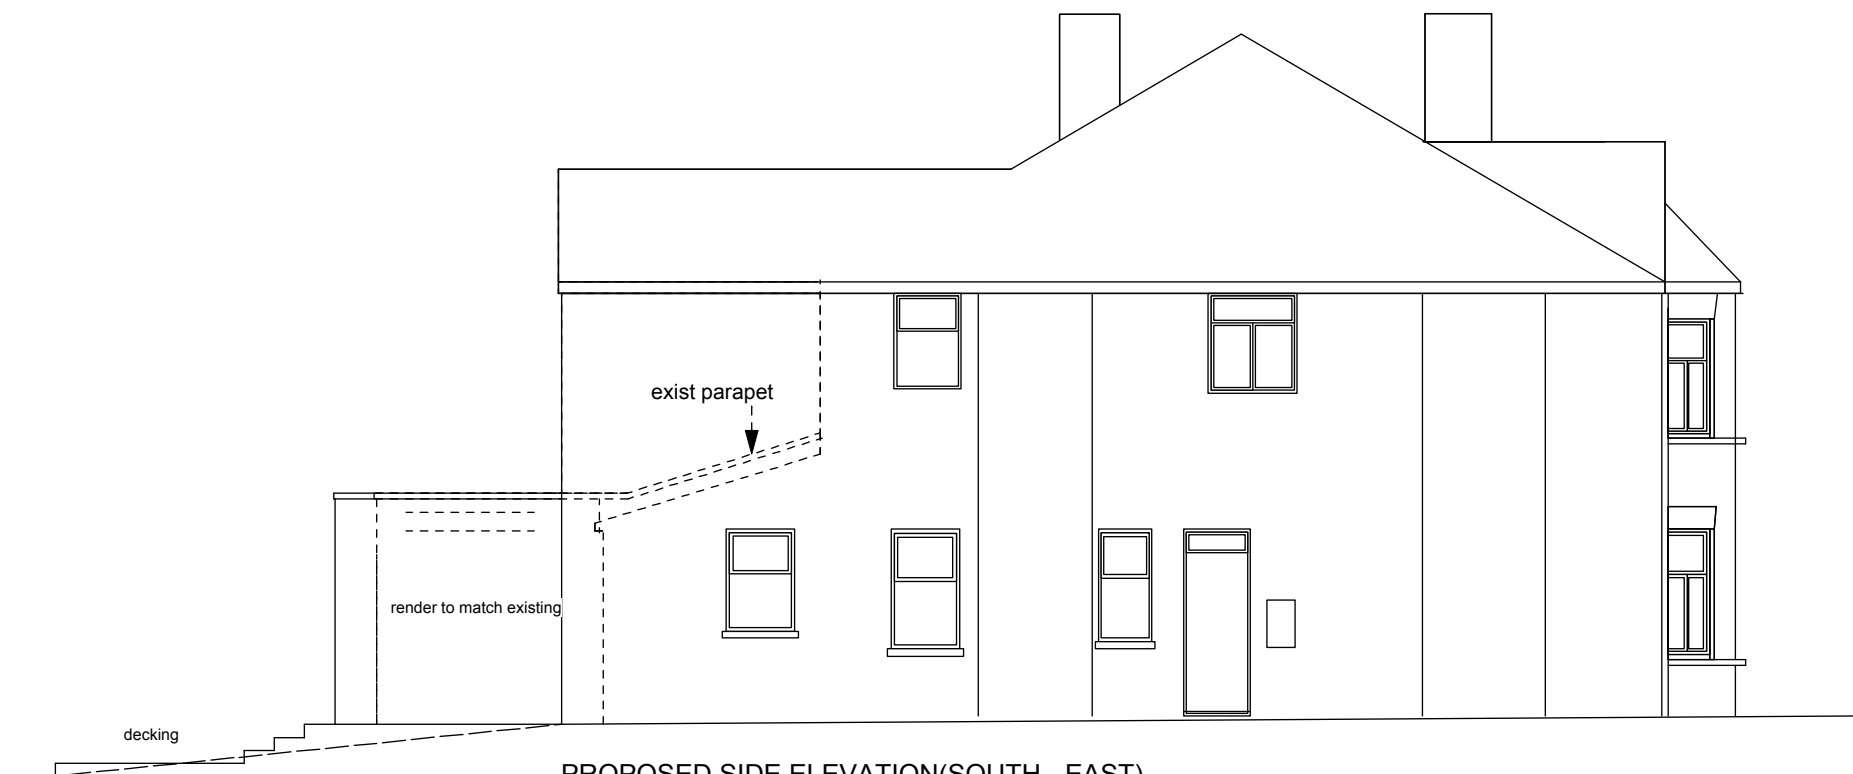 exist parapet
render to match existing
decking
PROPOSED SIDE ELEVATION(SOUTH - EAST)